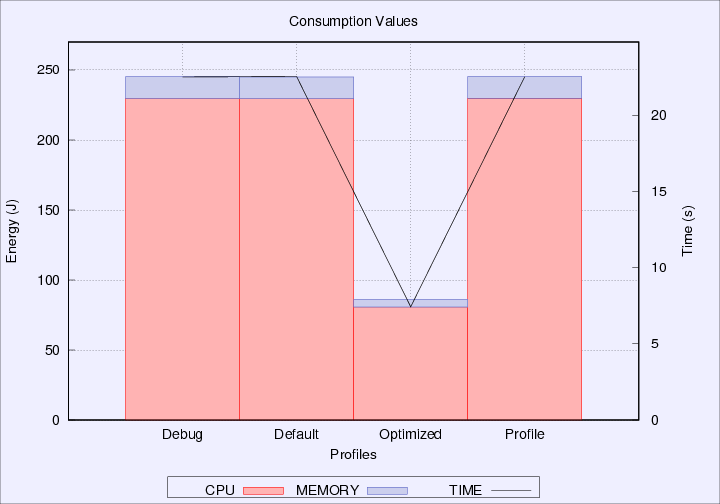 Consumption Values
Energy (J)
250
200
150
100
50
0
20
15
10
5
0
Time (s)
Debug Default Optimized Profile
Profiles
CPU MEMORY TIME